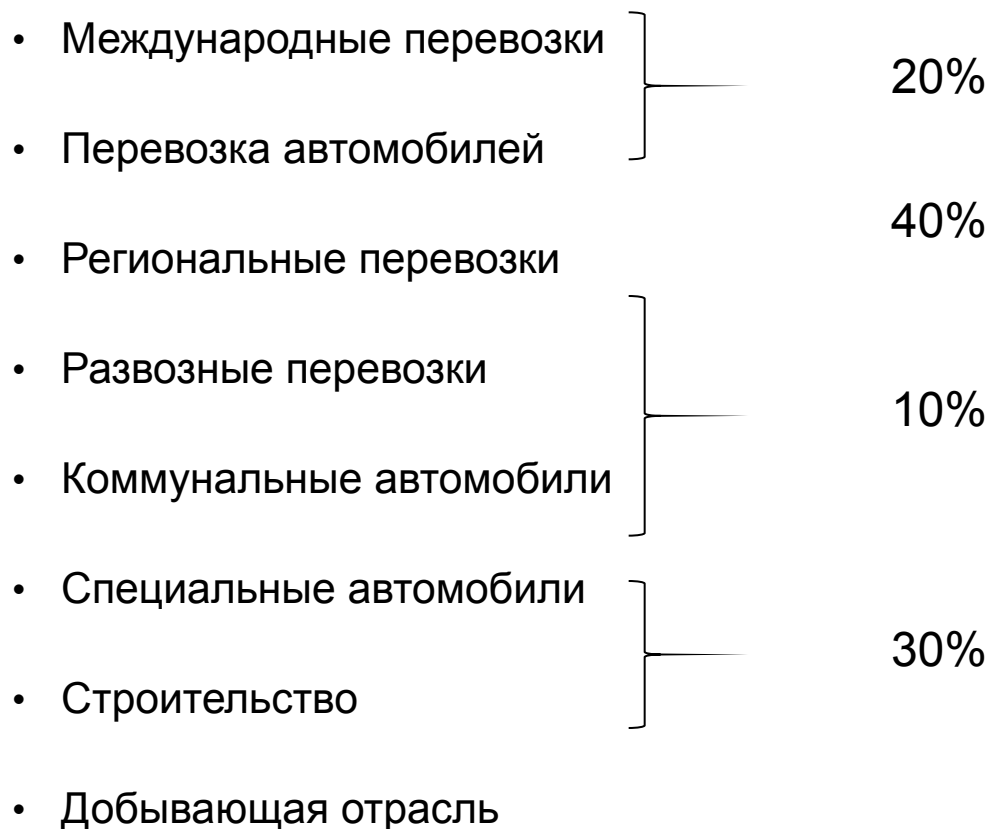 • Международные перевозки
20%
• Перевозка автомобилей
40%
• Региональные перевозки
• Развозные перевозки
10%
• Коммунальные автомобили
• Специальные автомобили
30%
• Строительство
• Добывающая отрасль